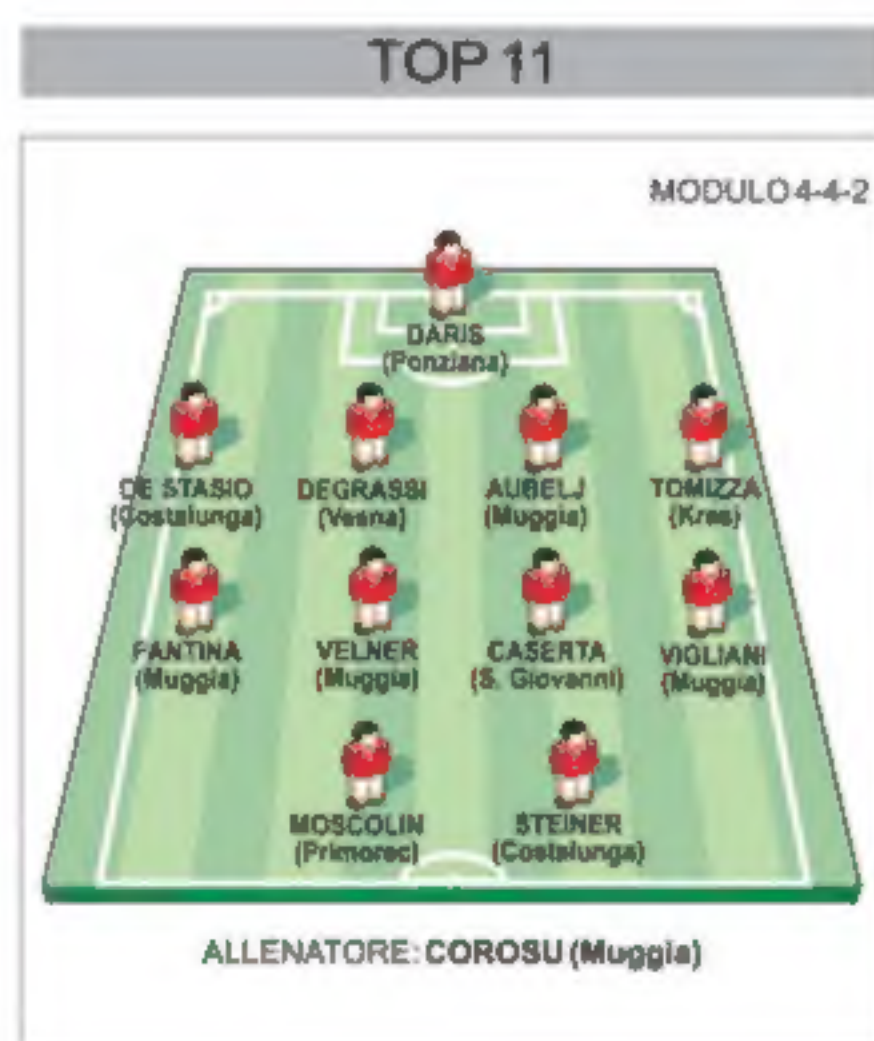 TOP 11
MODULO 4-4-2
DARIS
(Ponziana)
DE STASIO
(Costalunga)
DEGRASSI
(Vesna)
AUBELJ
(Muggia)
TOMIZZA
(Kras)
FANTINA
(Muggia)
VELNER
(Muggia)
CASERTA
(S. Giovanni)
VIGLIANI
(Muggia)
MOSCOLIN
(Primorec)
STEINER
(Costalunga)
ALLENATORE: COROSU (Muggia)